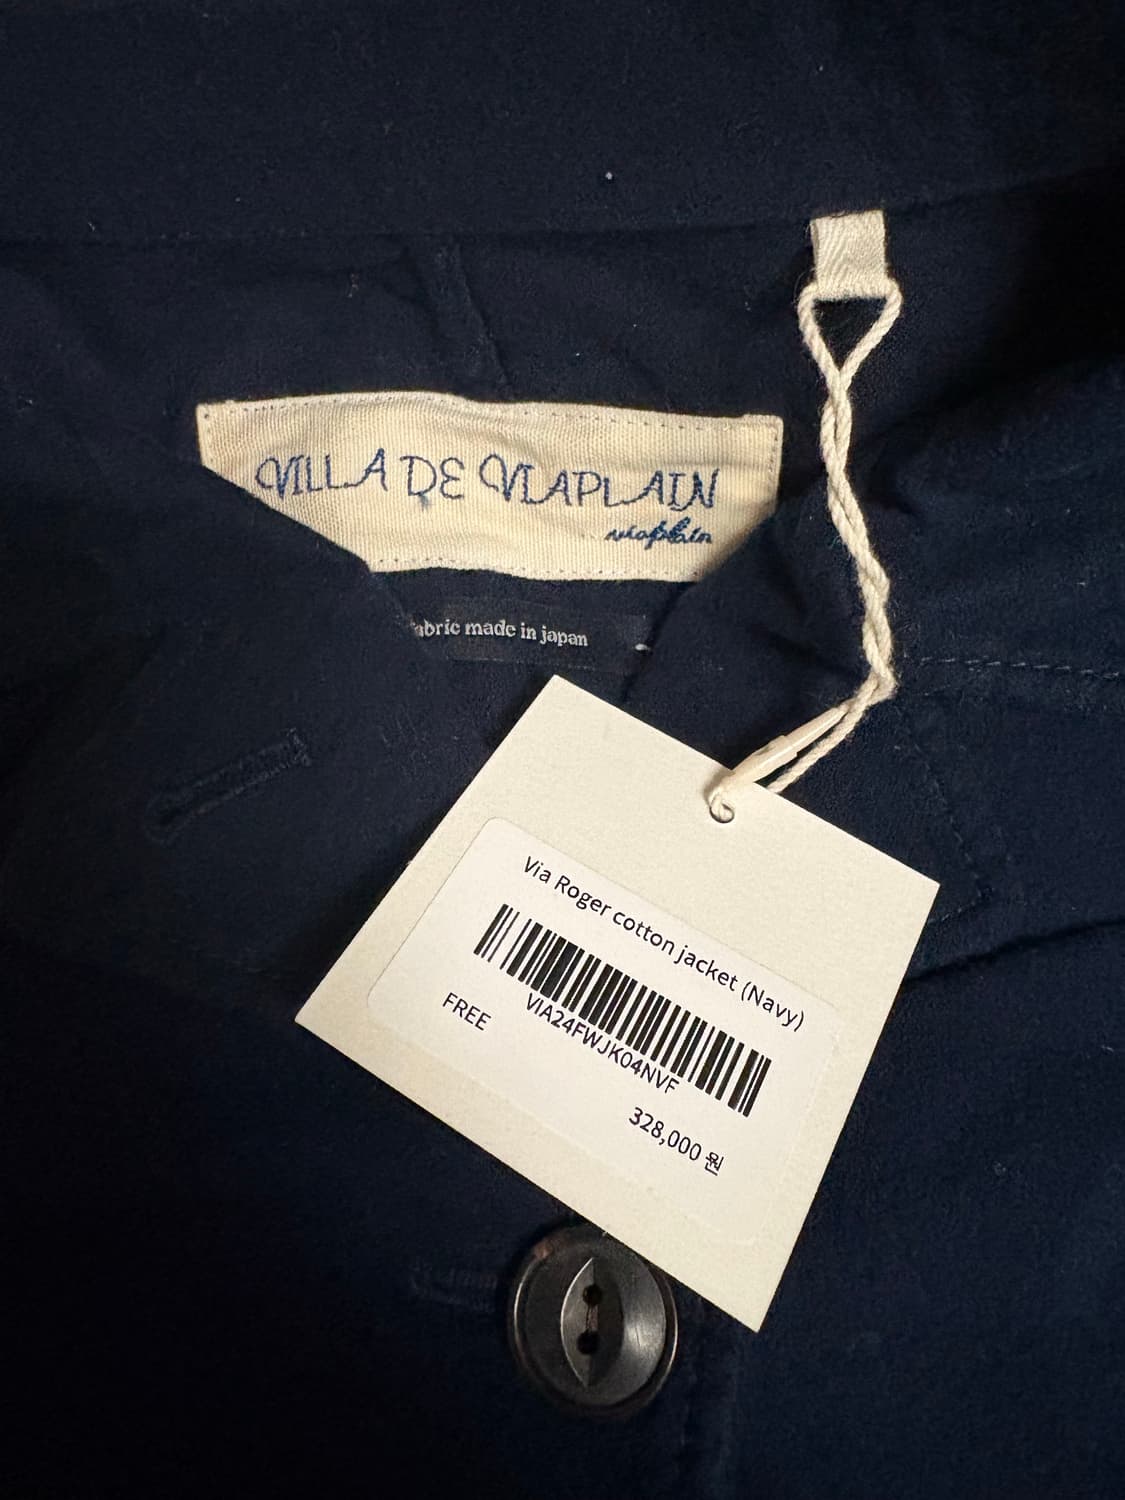 VILLA DE VIAPLAIN
viaplain
fabric made in japan
Via Roger cotton jacket (Navy)
VIA24FWJK04NVF
FREE
328,000 원